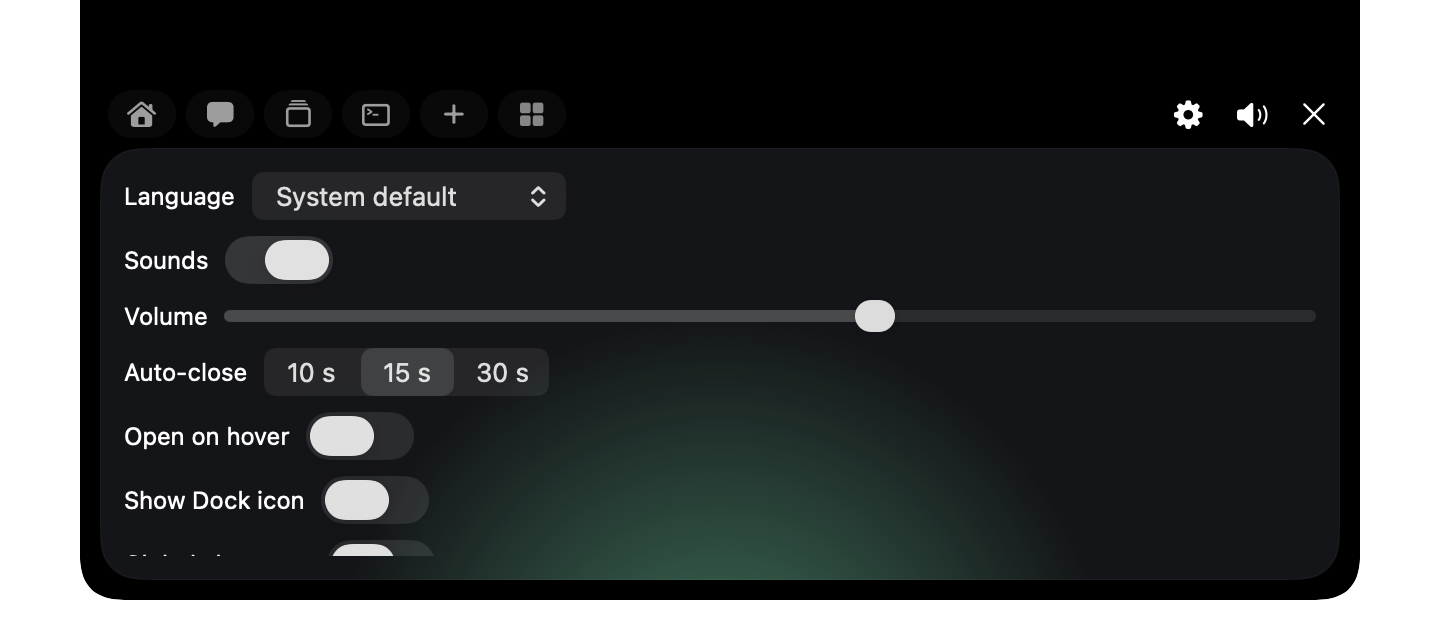 Language System default
Sounds
Volume
Auto-close 10 s 15 s 30 s
Open on hover
Show Dock icon